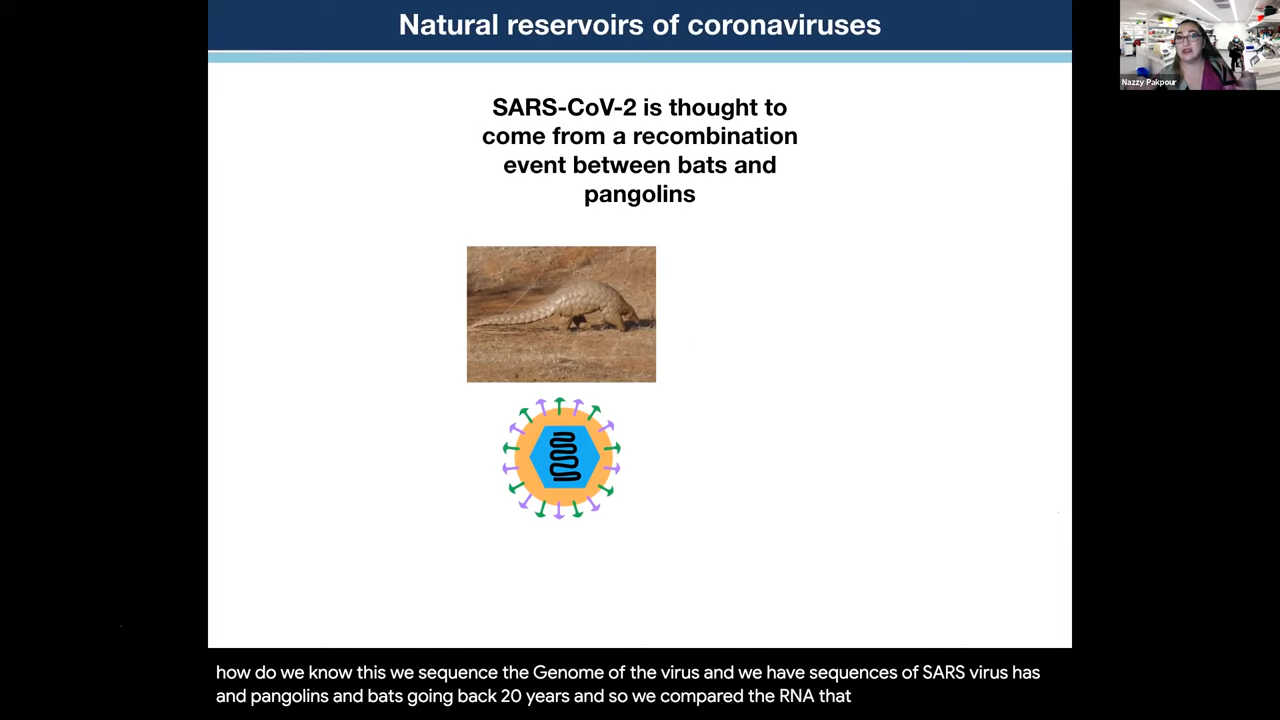 Natural reservoirs of coronaviruses
Nazzy Pakpour
SARS-CoV-2 is thought to
come from a recombination
event between bats and
pangolins
how do we know this we sequence the Genome of the virus and we have sequences of SARS virus has
and pangolins and bats going back 20 years and so we compared the RNA that